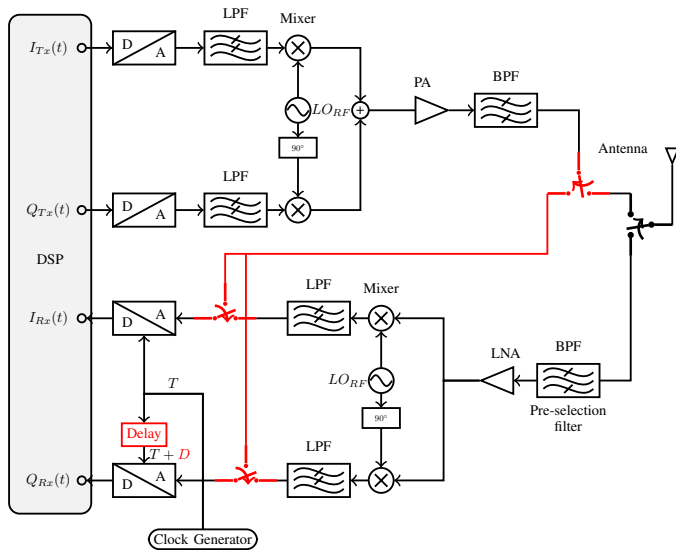 LPF
Mixer
I_{Tx}(t)
D
A
PA
BPF
LO_{RF}
+
90°
Antenna
LPF
Q_{Tx}(t)
D
A
DSP
LPF
Mixer
I_{Rx}(t)
D
A
LNA
BPF
LO_{RF}
T
90°
Pre-selection
filter
Delay
LPF
T + D
Q_{Rx}(t)
D
A
Clock Generator